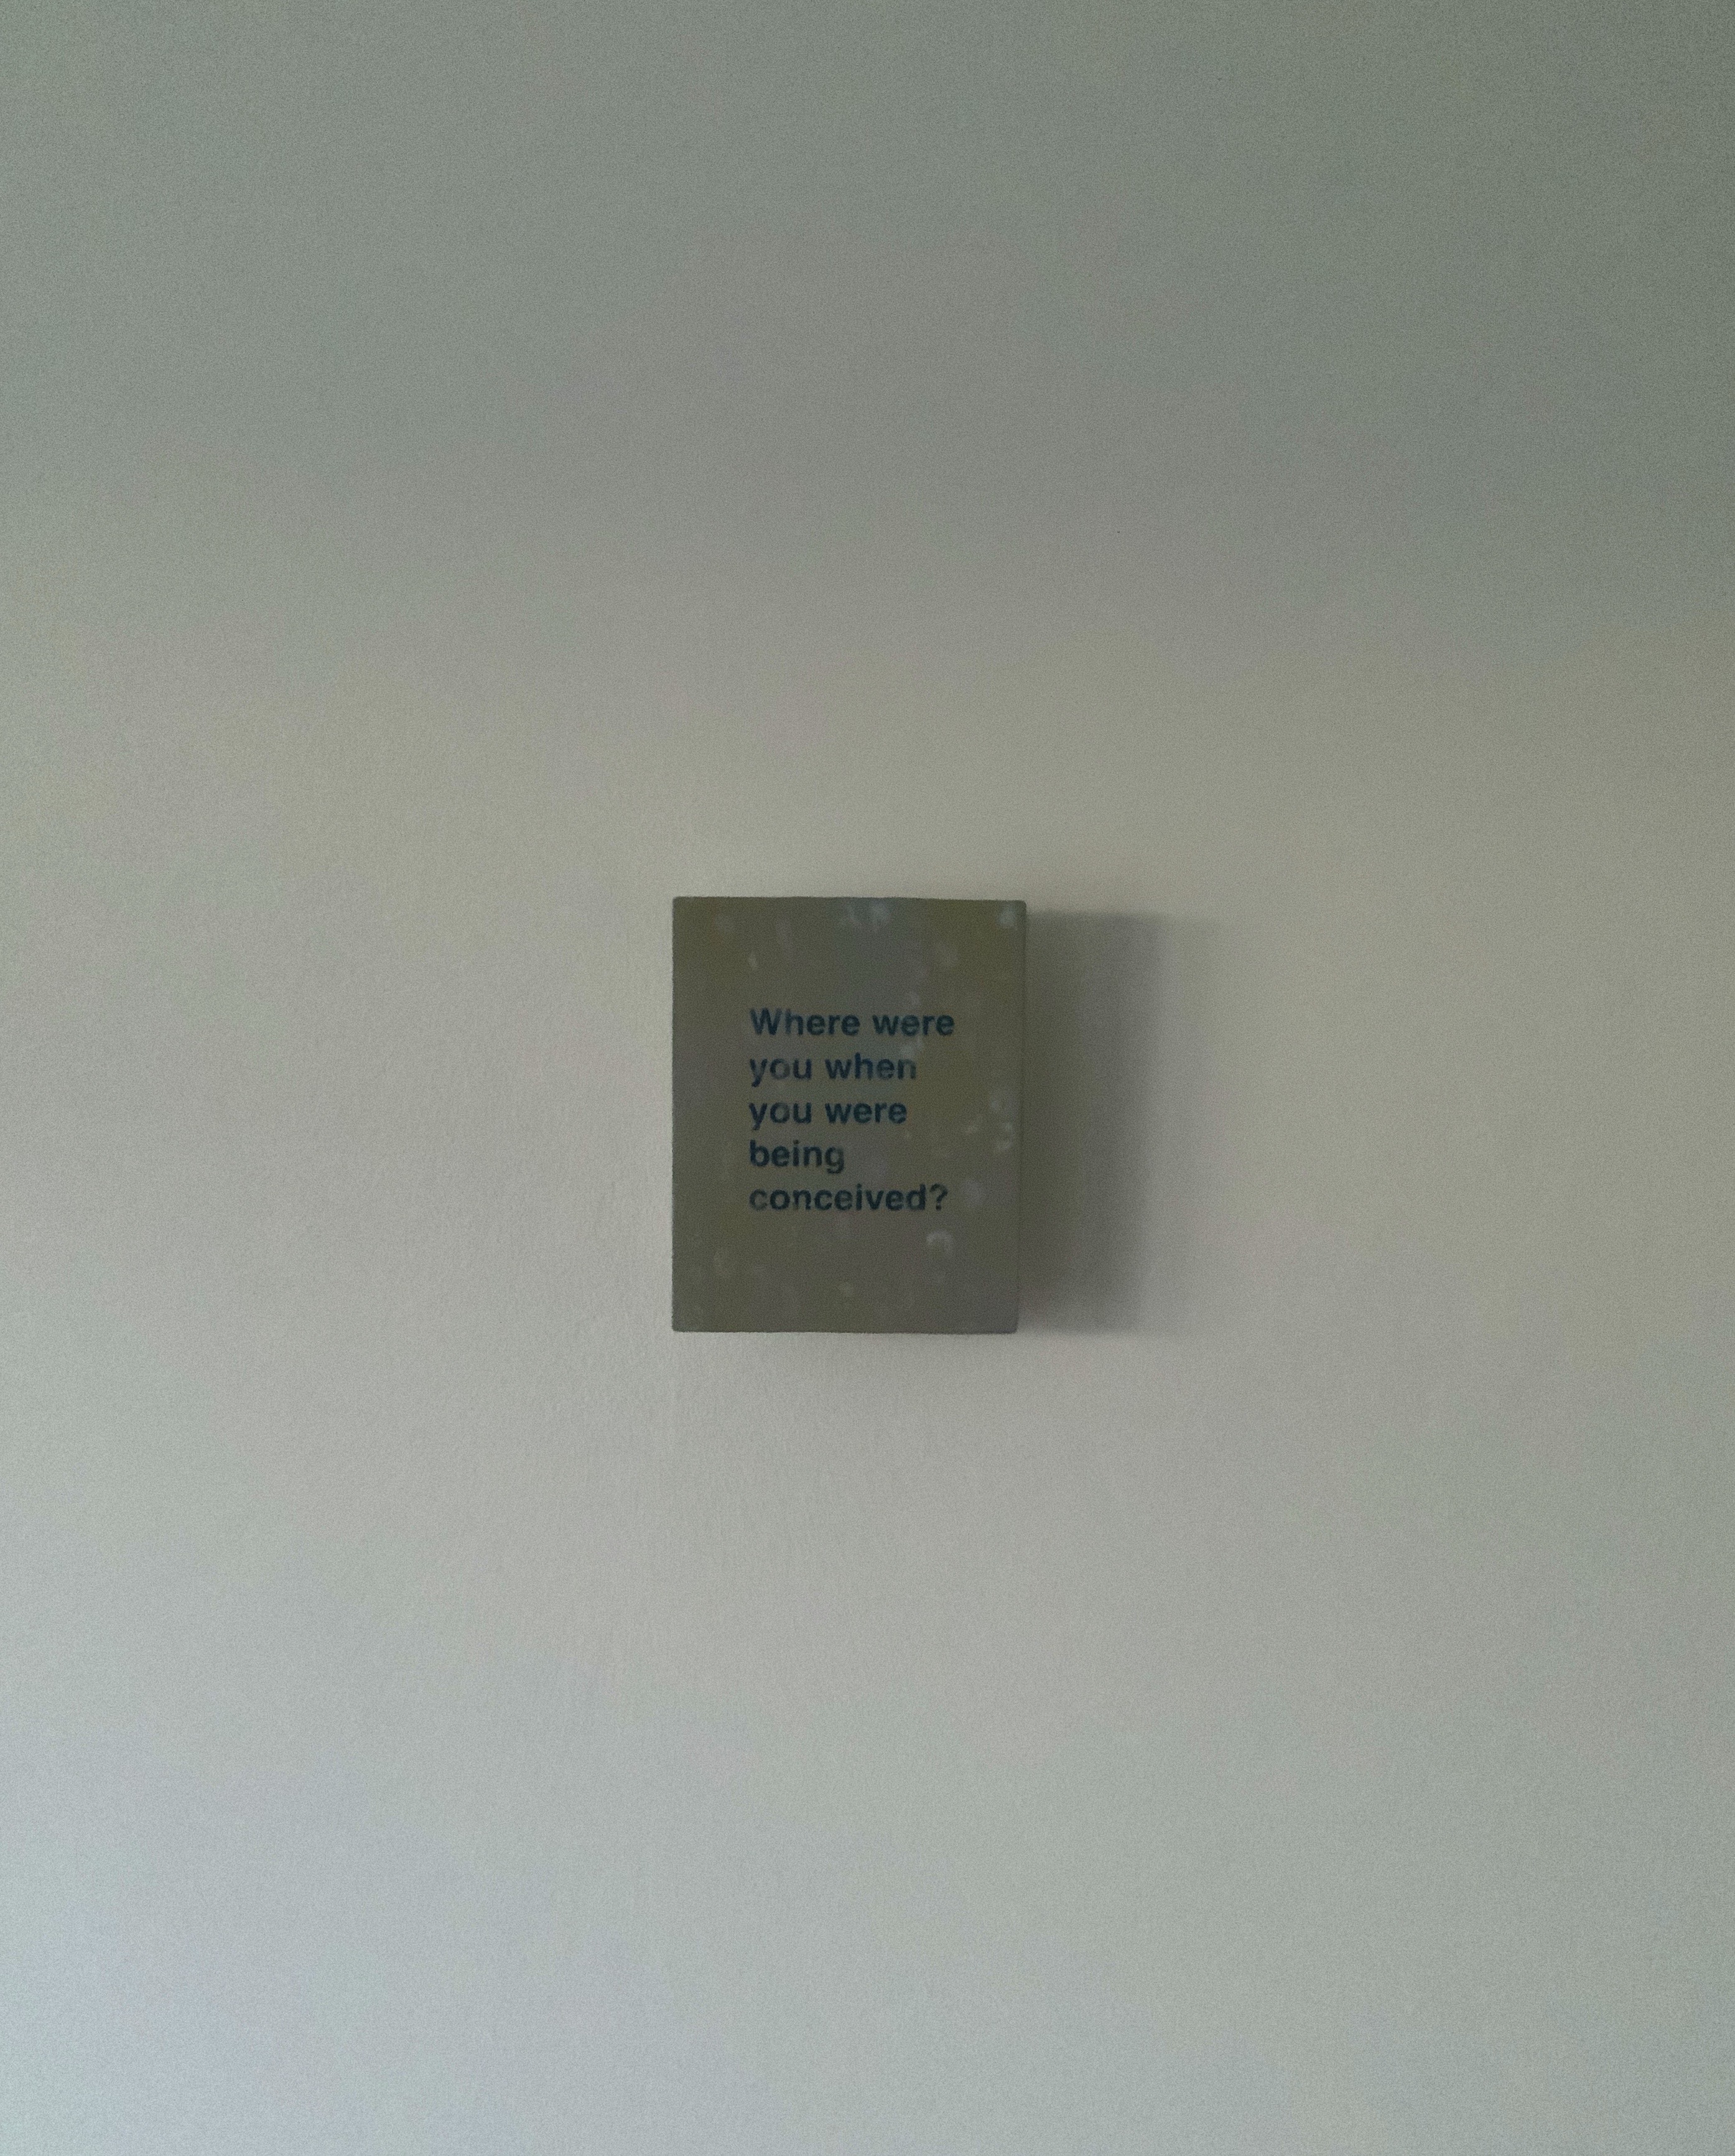 Where were
you when
you were
being
conceived?